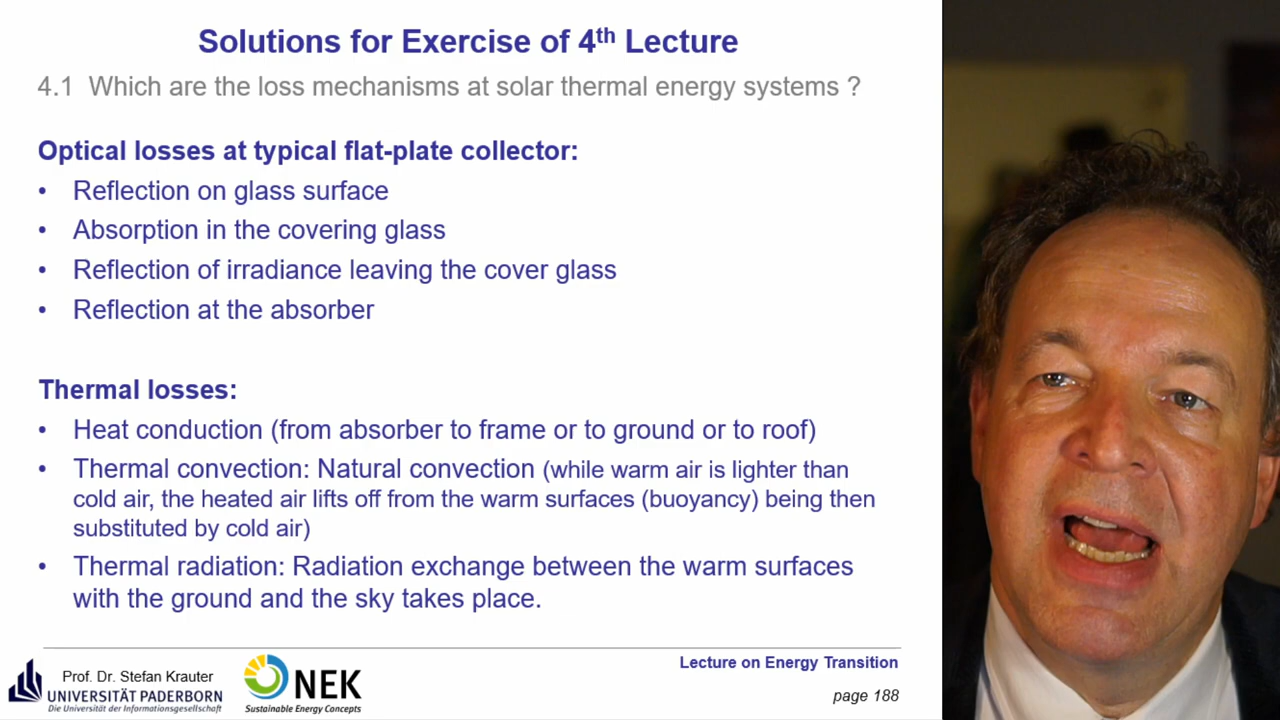 Solutions for Exercise of 4th Lecture
4.1 Which are the loss mechanisms at solar thermal energy systems ?
Optical losses at typical flat-plate collector:
• Reflection on glass surface
• Absorption in the covering glass
• Reflection of irradiance leaving the cover glass
• Reflection at the absorber
Thermal losses:
• Heat conduction (from absorber to frame or to ground or to roof)
• Thermal convection: Natural convection (while warm air is lighter than
cold air, the heated air lifts off from the warm surfaces (buoyancy) being then
substituted by cold air)
• Thermal radiation: Radiation exchange between the warm surfaces
with the ground and the sky takes place.
Prof. Dr. Stefan Krauter
UNIVERSITÄT PADERBORN
Die Universität der Informationsgesellschaft
NEK
Sustainable Energy Concepts
Lecture on Energy Transition
page 188